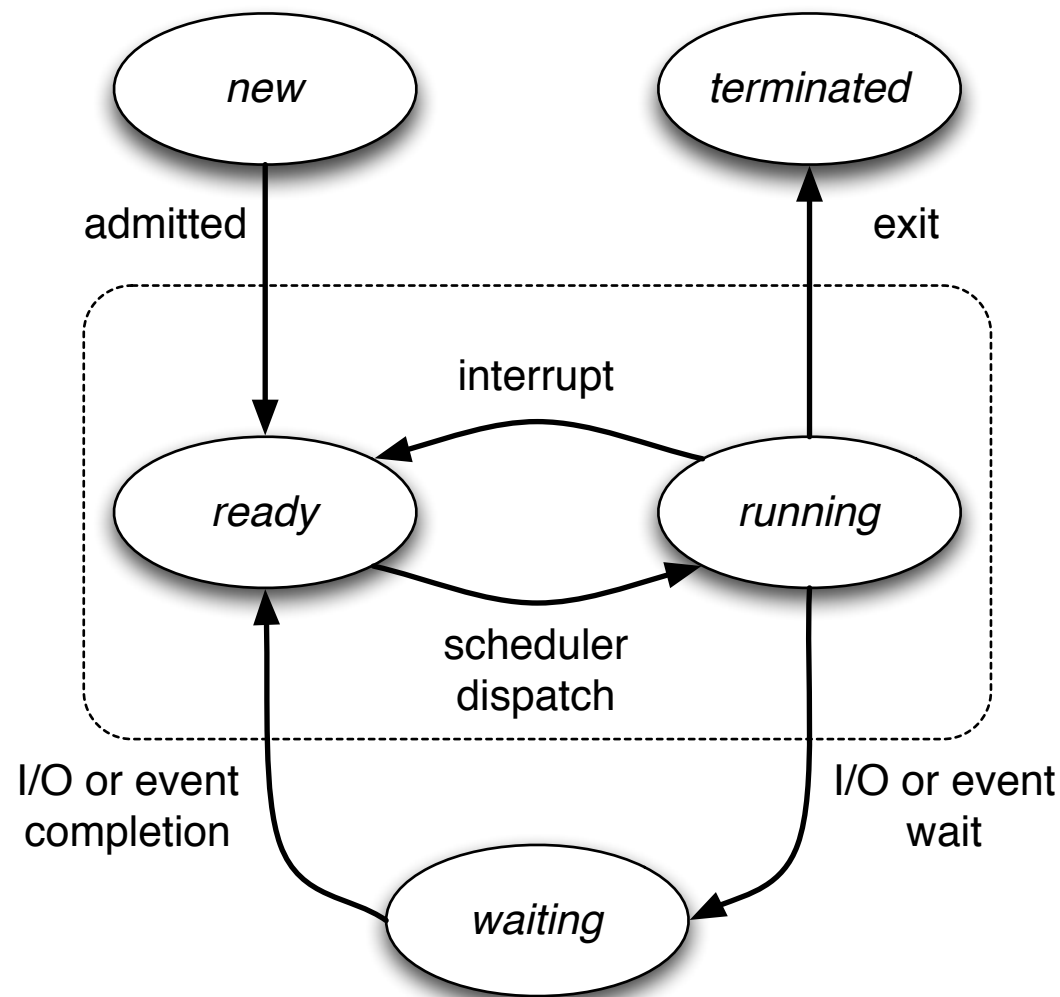 new
terminated
admitted
exit
interrupt
ready
running
scheduler
dispatch
I/O or event
completion
I/O or event
wait
waiting